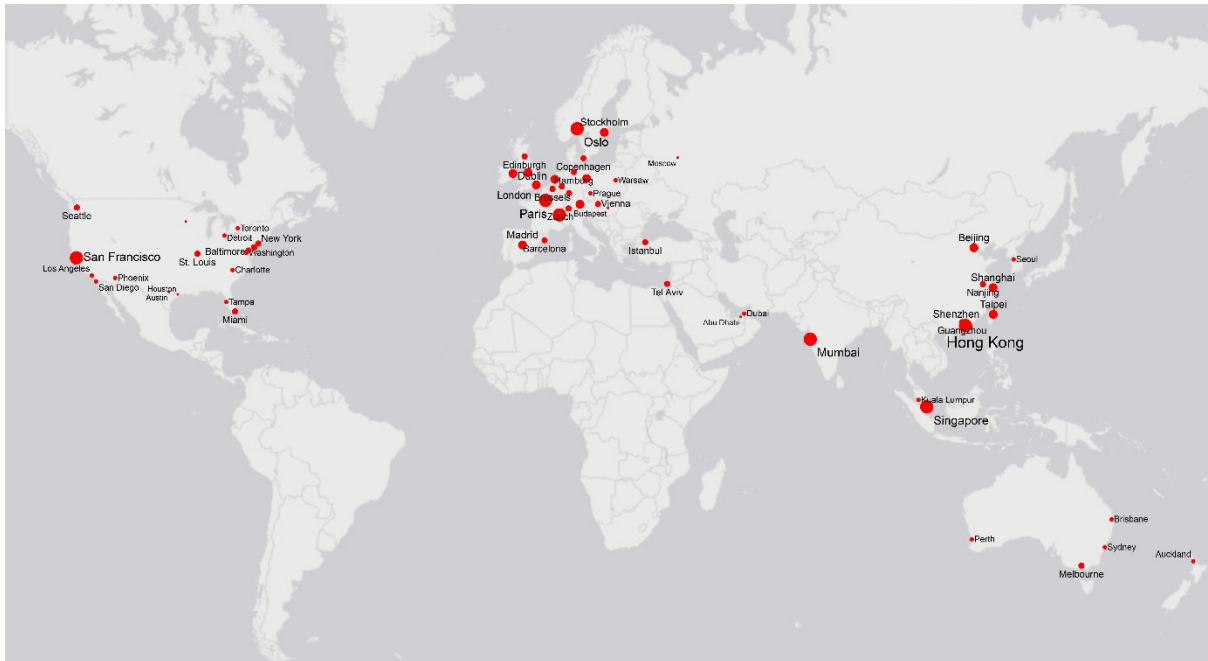 Stockholm
Oslo
Edinburgh
Copenhagen
Moscow
Dublin
Hamburg
Warsaw
London
Brussels
Prague
Vienna
Paris
Zurich
Budapest
Seattle
Toronto
Detroit
New York
Madrid
Barcelona
Istanbul
Beijing
Baltimore
Washington
San Francisco
St. Louis
Seoul
Los Angeles
Charlotte
Phoenix
San Diego
Shanghai
Houston
Austin
Tel Aviv
Nanjing
Tampa
Taipei
Miami
Abu Dhabi
Dubai
Shenzhen
Guangzhou
Hong Kong
Mumbai
Kuala Lumpur
Singapore
Brisbane
Perth
Sydney
Auckland
Melbourne